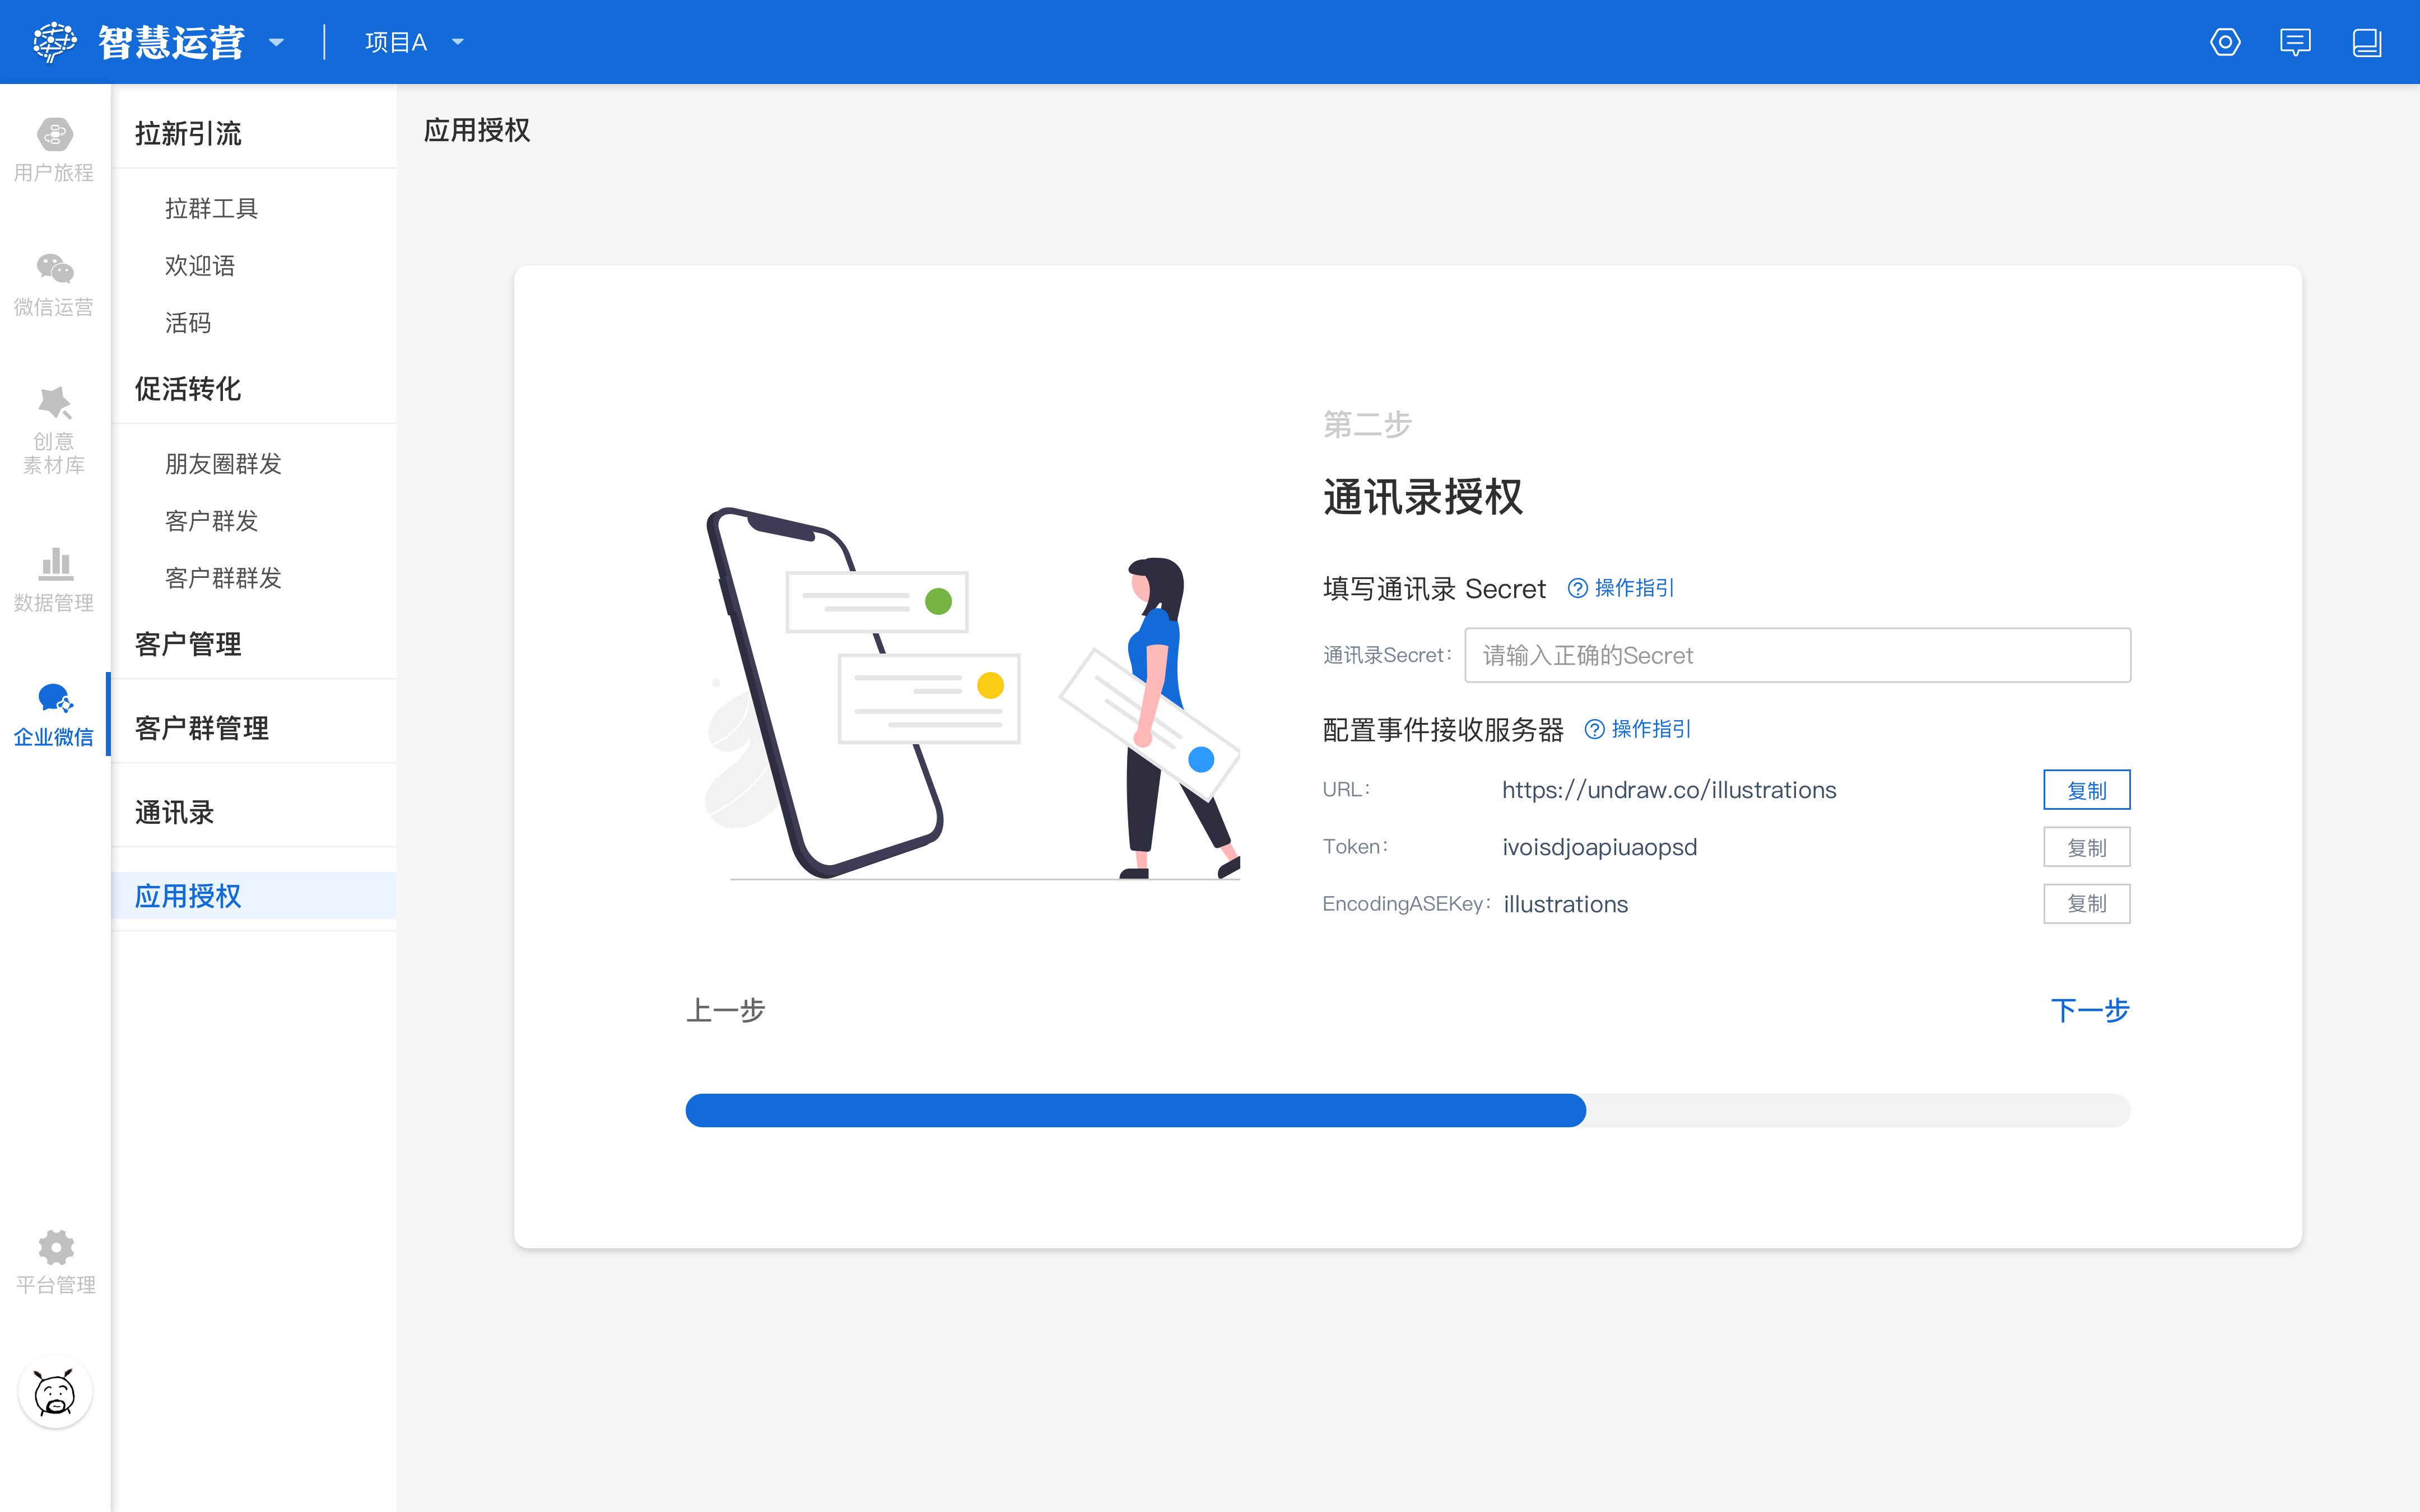 智慧运营
项目A
用户旅程
微信运营
创意
素材库
数据管理
企业微信
平台管理
拉新引流
拉群工具
欢迎语
活码
促活转化
朋友圈群发
客户群发
客户群群发
客户管理
客户群管理
通讯录
应用授权
应用授权
第二步
通讯录授权
填写通讯录 Secret 操作指引
通讯录Secret: 请输入正确的Secret
配置事件接收服务器 操作指引
URL: https://undraw.co/illustrations 复制
Token: ivoisdjoapiuaopsd 复制
EncodingASEKey: illustrations 复制
上一步 下一步